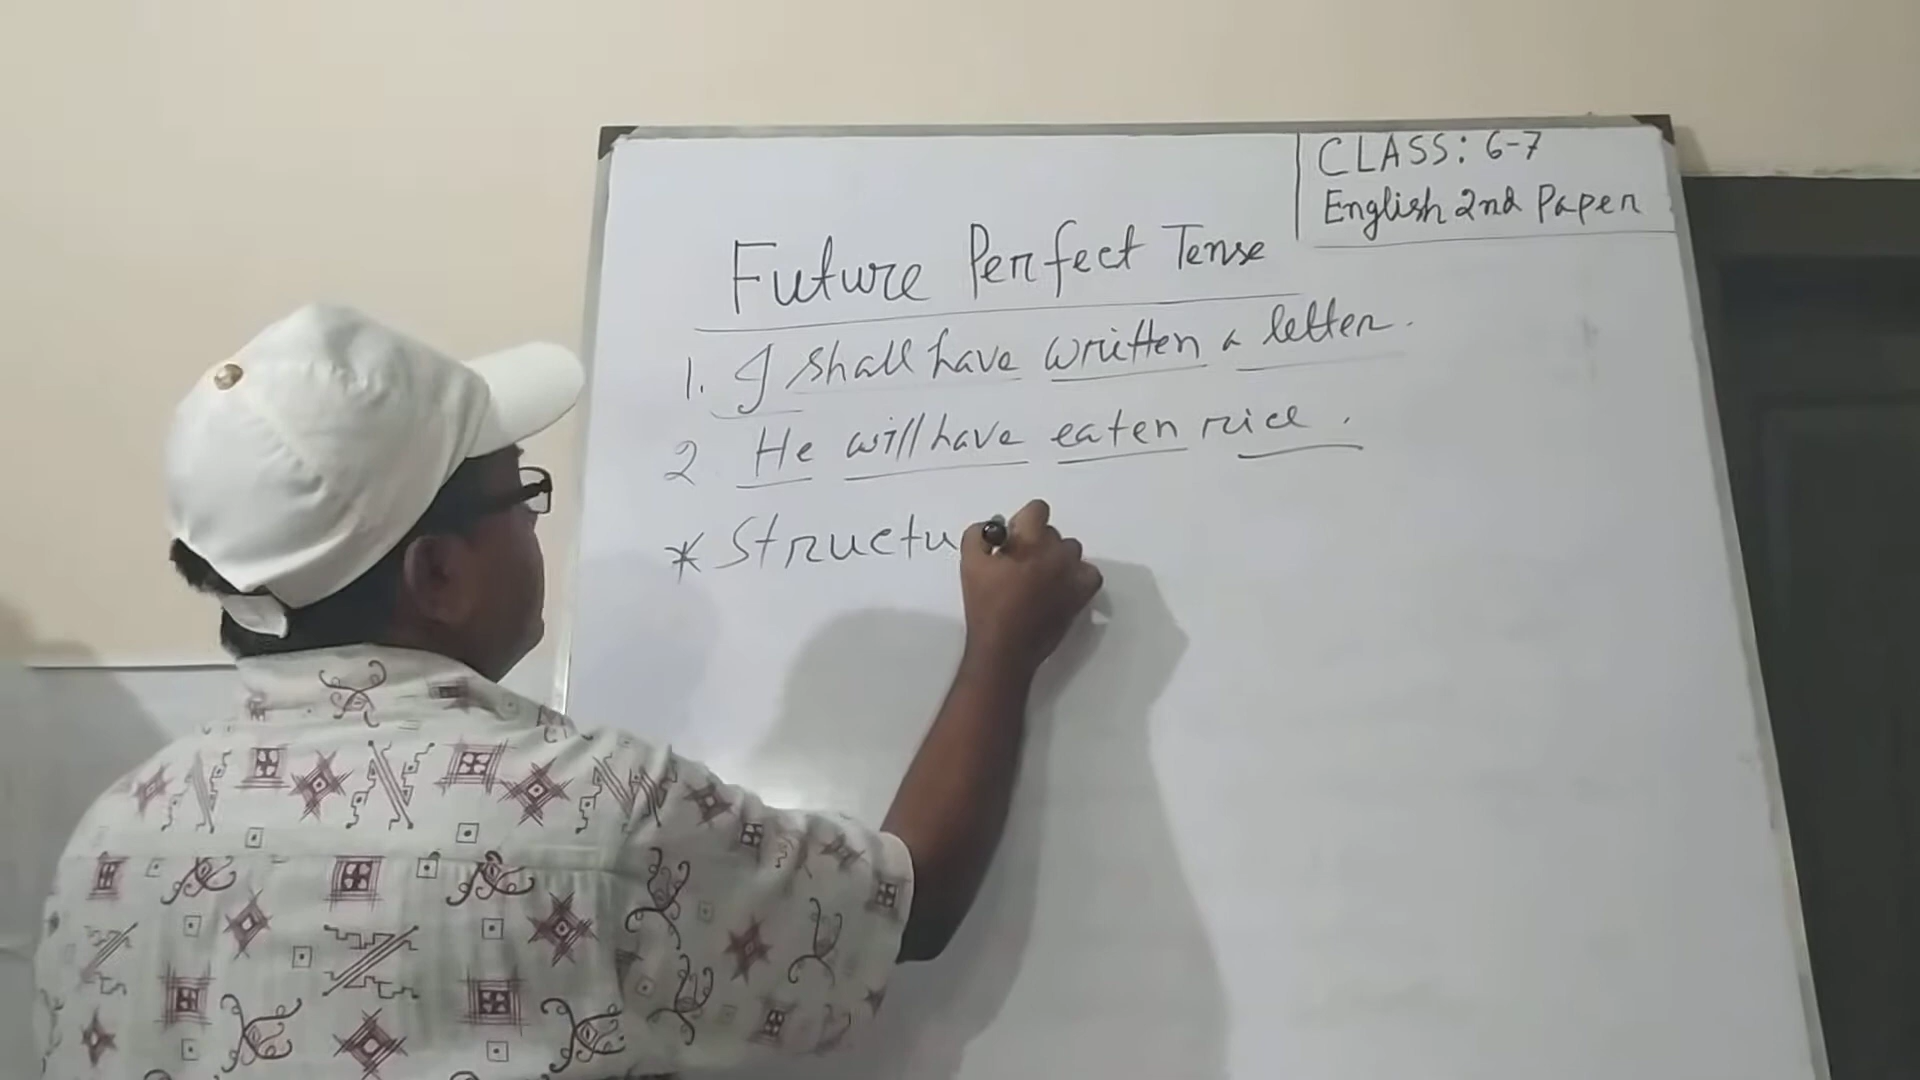 CLASS: 6-7
English 2nd Paper
Future Perfect Tense
1. I shall have written a letter.
2 He will have eaten rice.
* Structu